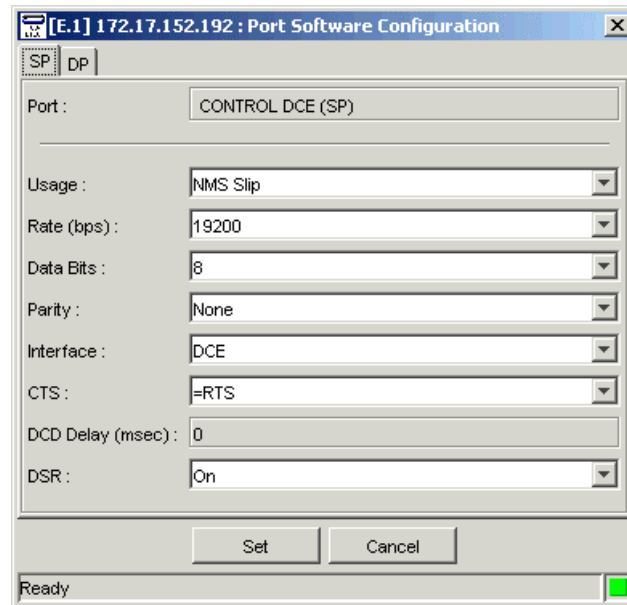 [E.1] 172.17.152.192 : Port Software Configuration
SP DP
Port : CONTROL DCE (SP)
Usage : NMS Slip
Rate (bps) : 19200
Data Bits : 8
Parity : None
Interface : DCE
CTS : =RTS
DCD Delay (msec) : 0
DSR : On
Set Cancel
Ready